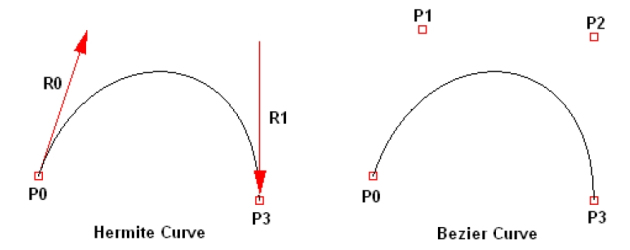 P1
P2
R0
R1
P0
P3
P0
P3
Hermite Curve
Bezier Curve